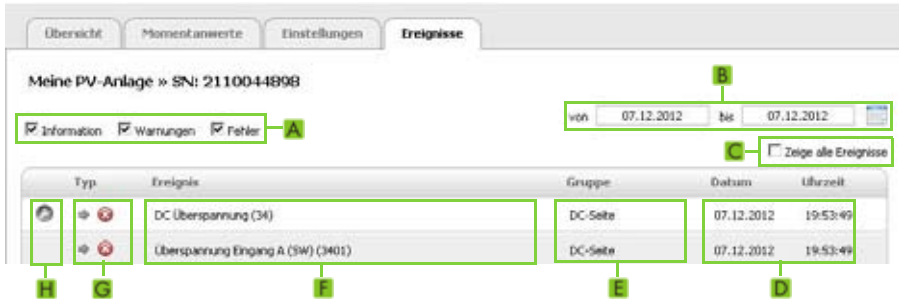 Übersicht Momentanwerte Einstellungen Ereignisse
Meine PV-Anlage » SN: 2110044898
B
von 07.12.2012 bis 07.12.2012
Information Warnungen Fehler A
C Zeige alle Ereignisse
Typ Ereignis Gruppe Datum Uhrzeit
DC Überspannung (34) DC-Seite 07.12.2012 19:53:49
Überspannung Eingang A (SW) (3401) DC-Seite 07.12.2012 19:53:49
H G F E D